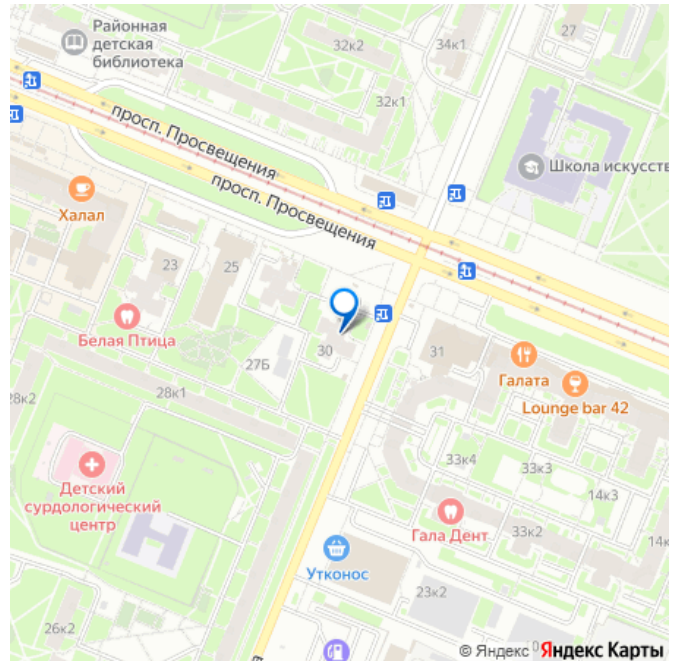 Районная
детская
библиотека
32к2
34к1
27
32к1
просп. Просвещения
Школа искусств
просп. Просвещения
Халал
23
25
Белая Птица
30
31
Галата
27Б
28к1
28к2
Lounge bar 42
33к4
33к3
14к3
Детский
сурдологический
центр
Гала Дент
33к2
14к
Утконос
23к2
26к2
© Яндекс
Яндекс Карты